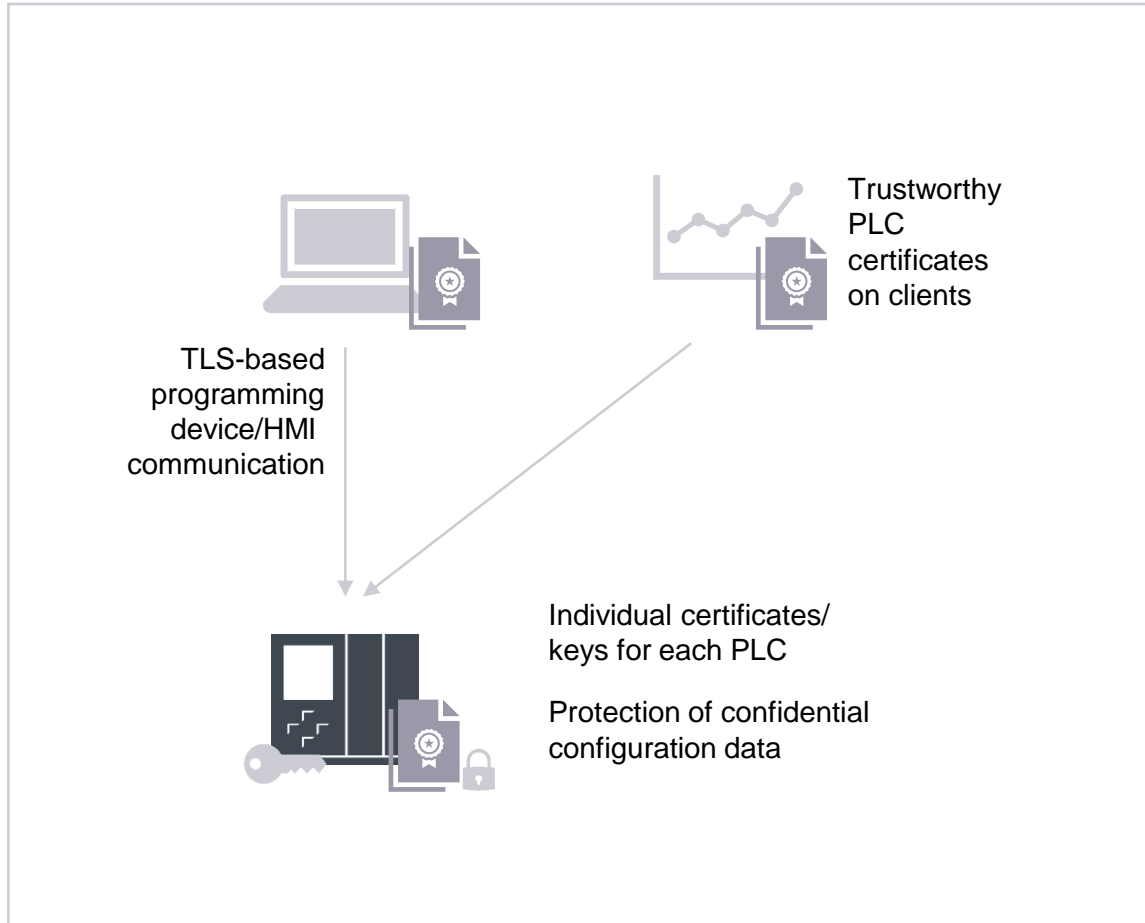 Trustworthy
PLC
certificates
on clients
TLS-based
programming
device/HMI
communication
Individual certificates/
keys for each PLC
Protection of confidential
configuration data